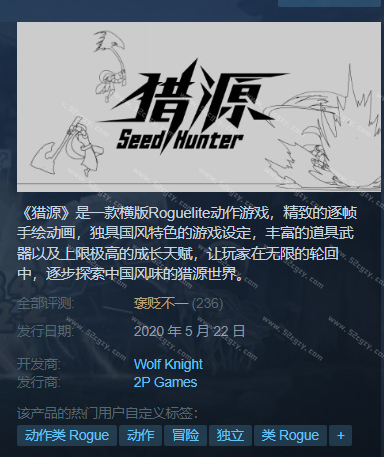 猎源
Seed Hunter
《猎源》是一款横版Roguelite动作游戏，精致的逐帧
手绘动画，独具国风特色的游戏设定，丰富的道具武
器以及上限极高的成长天赋，让玩家在无限的轮回
中，逐步探索中国风味的猎源世界。
全部评测: 褒贬不一 (236)
发行日期: 2020 年 5 月 22 日
开发商: Wolf Knight
发行商: 2P Games
该产品的热门用户自定义标签：
动作类 Rogue 动作 冒险 独立 类 Rogue +